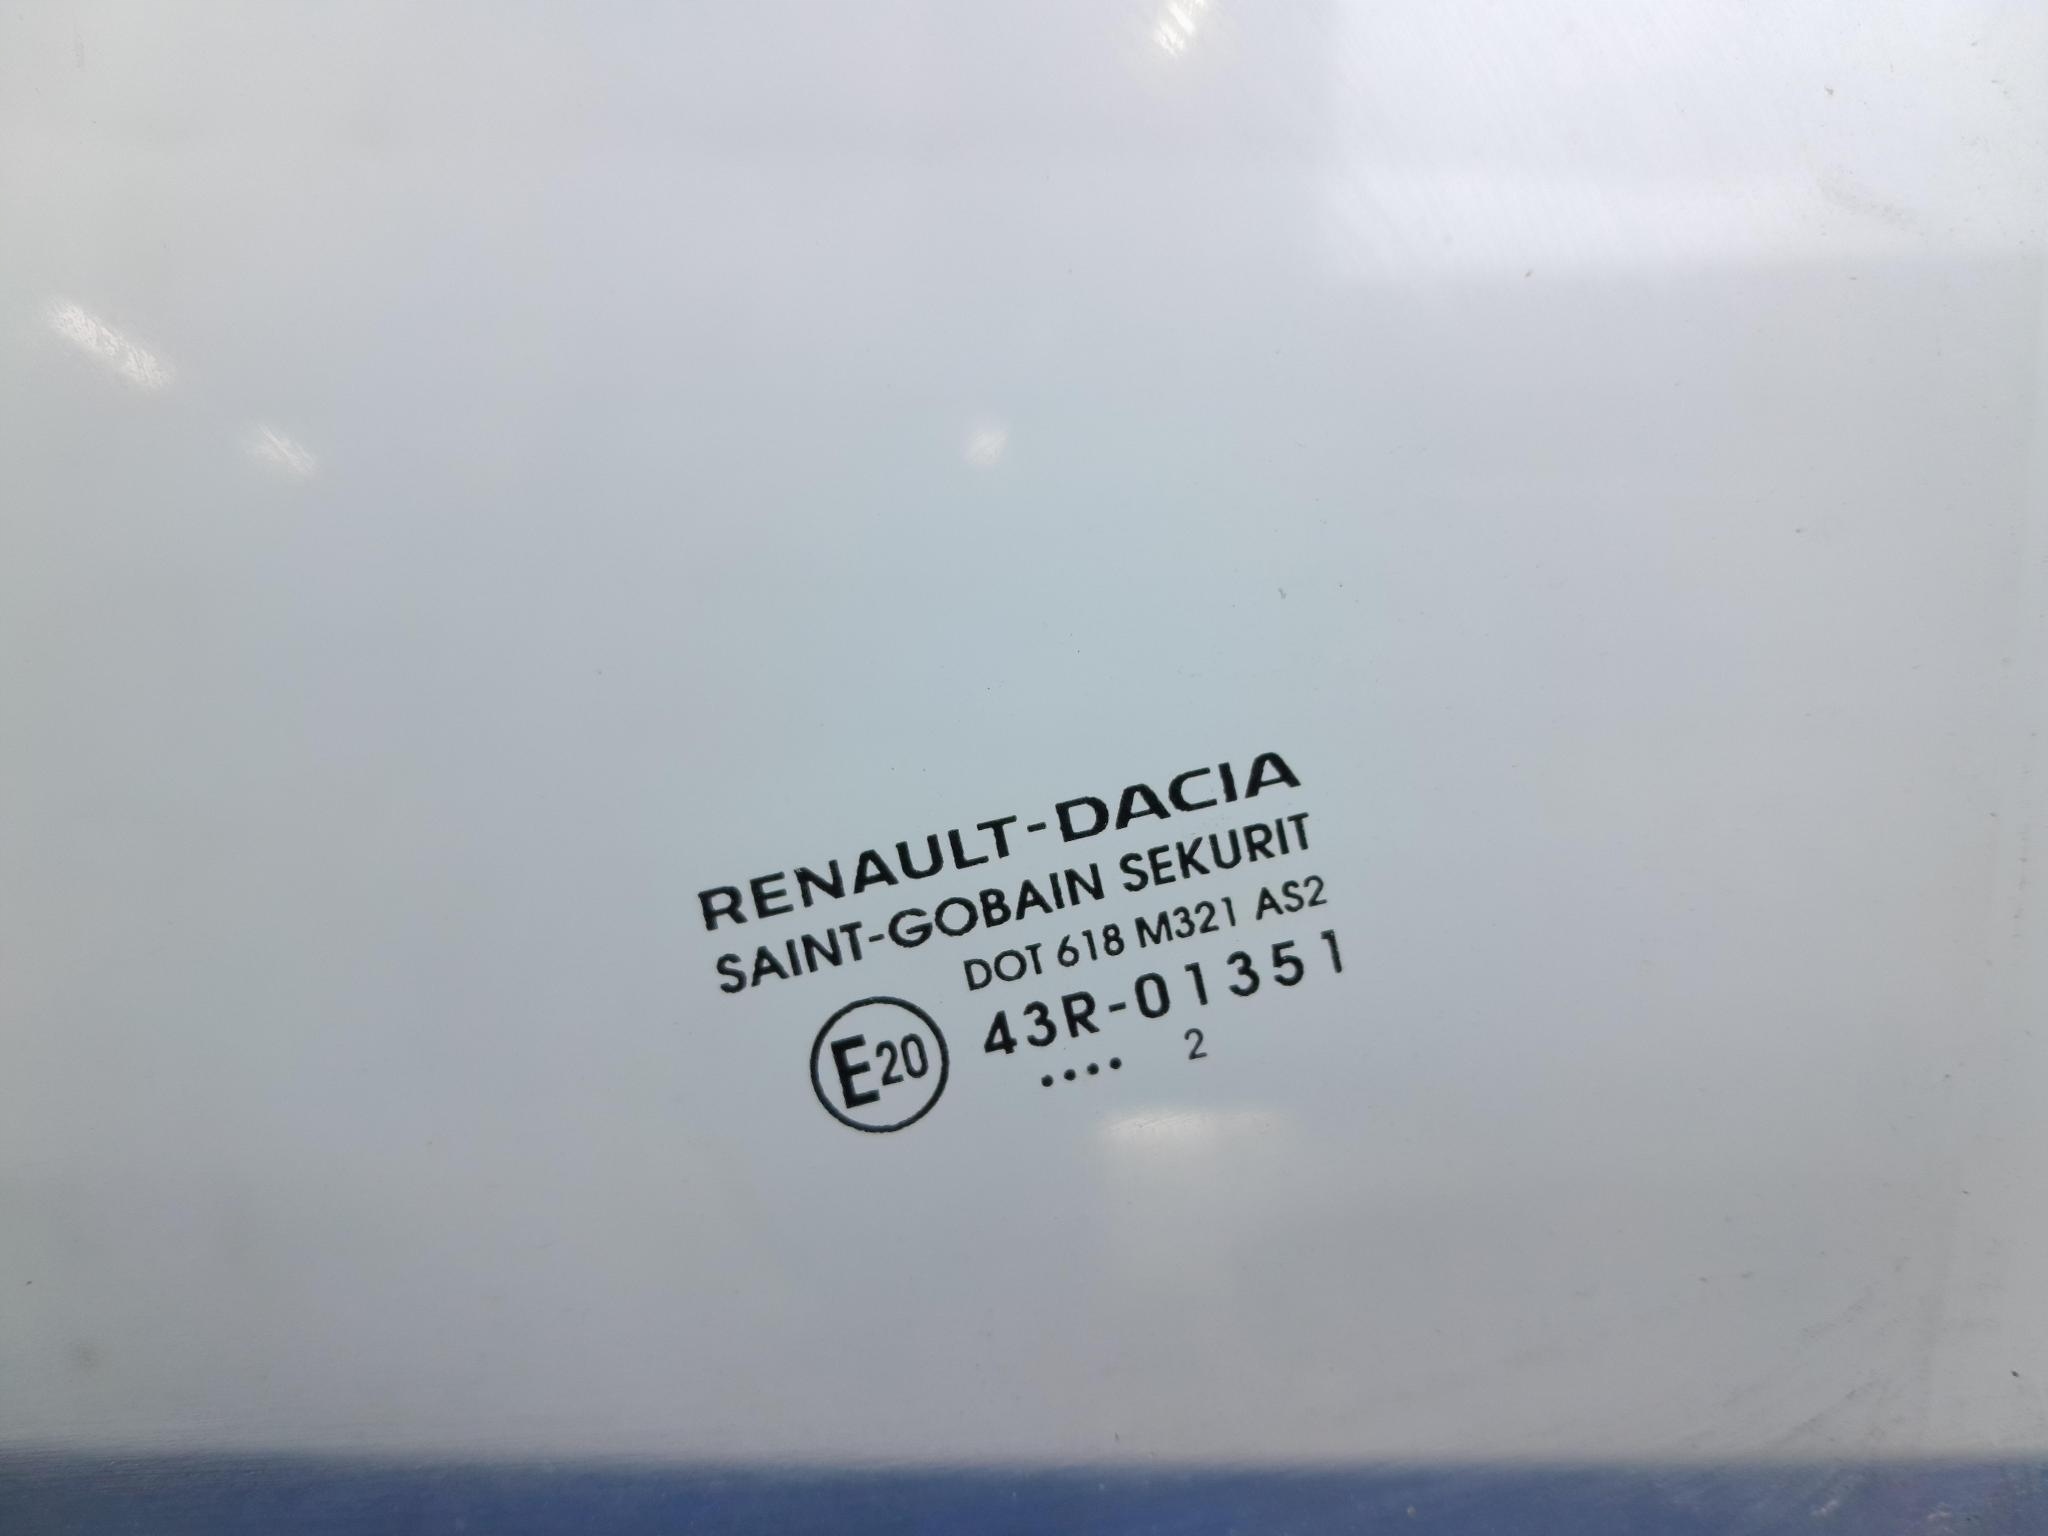 RENAULT-DACIA
SAINT-GOBAIN SEKURIT
DOT 618 M321 AS2
E20 43R-01351
.... 2